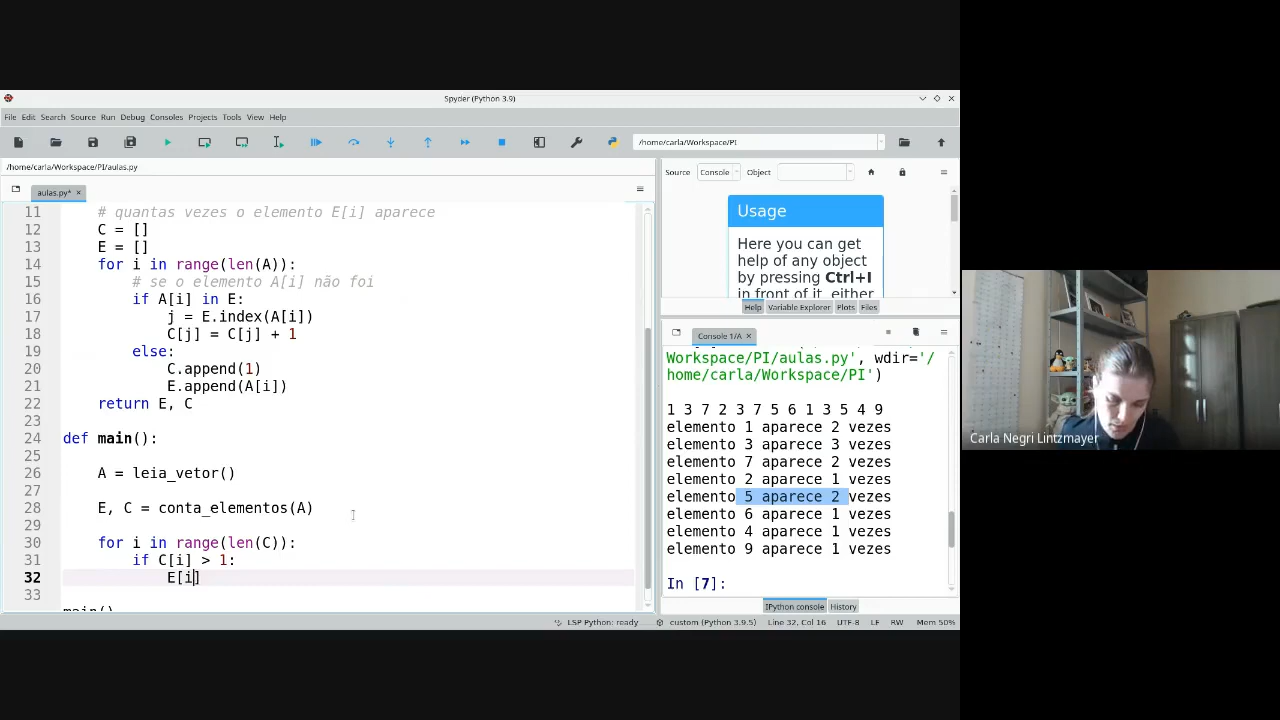 Spyder (Python 3.9)
File Edit Search Source Run Debug Consoles Projects Tools View Help
/home/carla/Workspace/PI
/home/carla/Workspace/PI/aulas.py
aulas.py*
11 # quantas vezes o elemento E[i] aparece
12 C = []
13 E = []
14 for i in range(len(A)):
15 # se o elemento A[i] não foi
16 if A[i] in E:
17 j = E.index(A[i])
18 C[j] = C[j] + 1
19 else:
20 C.append(1)
21 E.append(A[i])
22 return E, C
23
24 def main():
25
26 A = leia_vetor()
27
28 E, C = conta_elementos(A)
29
30 for i in range(len(C)):
31 if C[i] > 1:
32 E[i]
33
main()
Source Console Object
Usage
Here you can get
help of any object
by pressing Ctrl+I
in front of it, either
Help Variable Explorer Plots Files
Console 1/A
Workspace/PI/aulas.py', wdir='/
home/carla/Workspace/PI')
1 3 7 2 3 7 5 6 1 3 5 4 9
elemento 1 aparece 2 vezes
elemento 3 aparece 3 vezes
elemento 7 aparece 2 vezes
elemento 2 aparece 1 vezes
elemento 5 aparece 2 vezes
elemento 6 aparece 1 vezes
elemento 4 aparece 1 vezes
elemento 9 aparece 1 vezes
In [7]:
IPython console History
LSP Python: ready custom (Python 3.9.5) Line 32, Col 16 UTF-8 LF RW Mem 50%
Carla Negri Lintzmayer